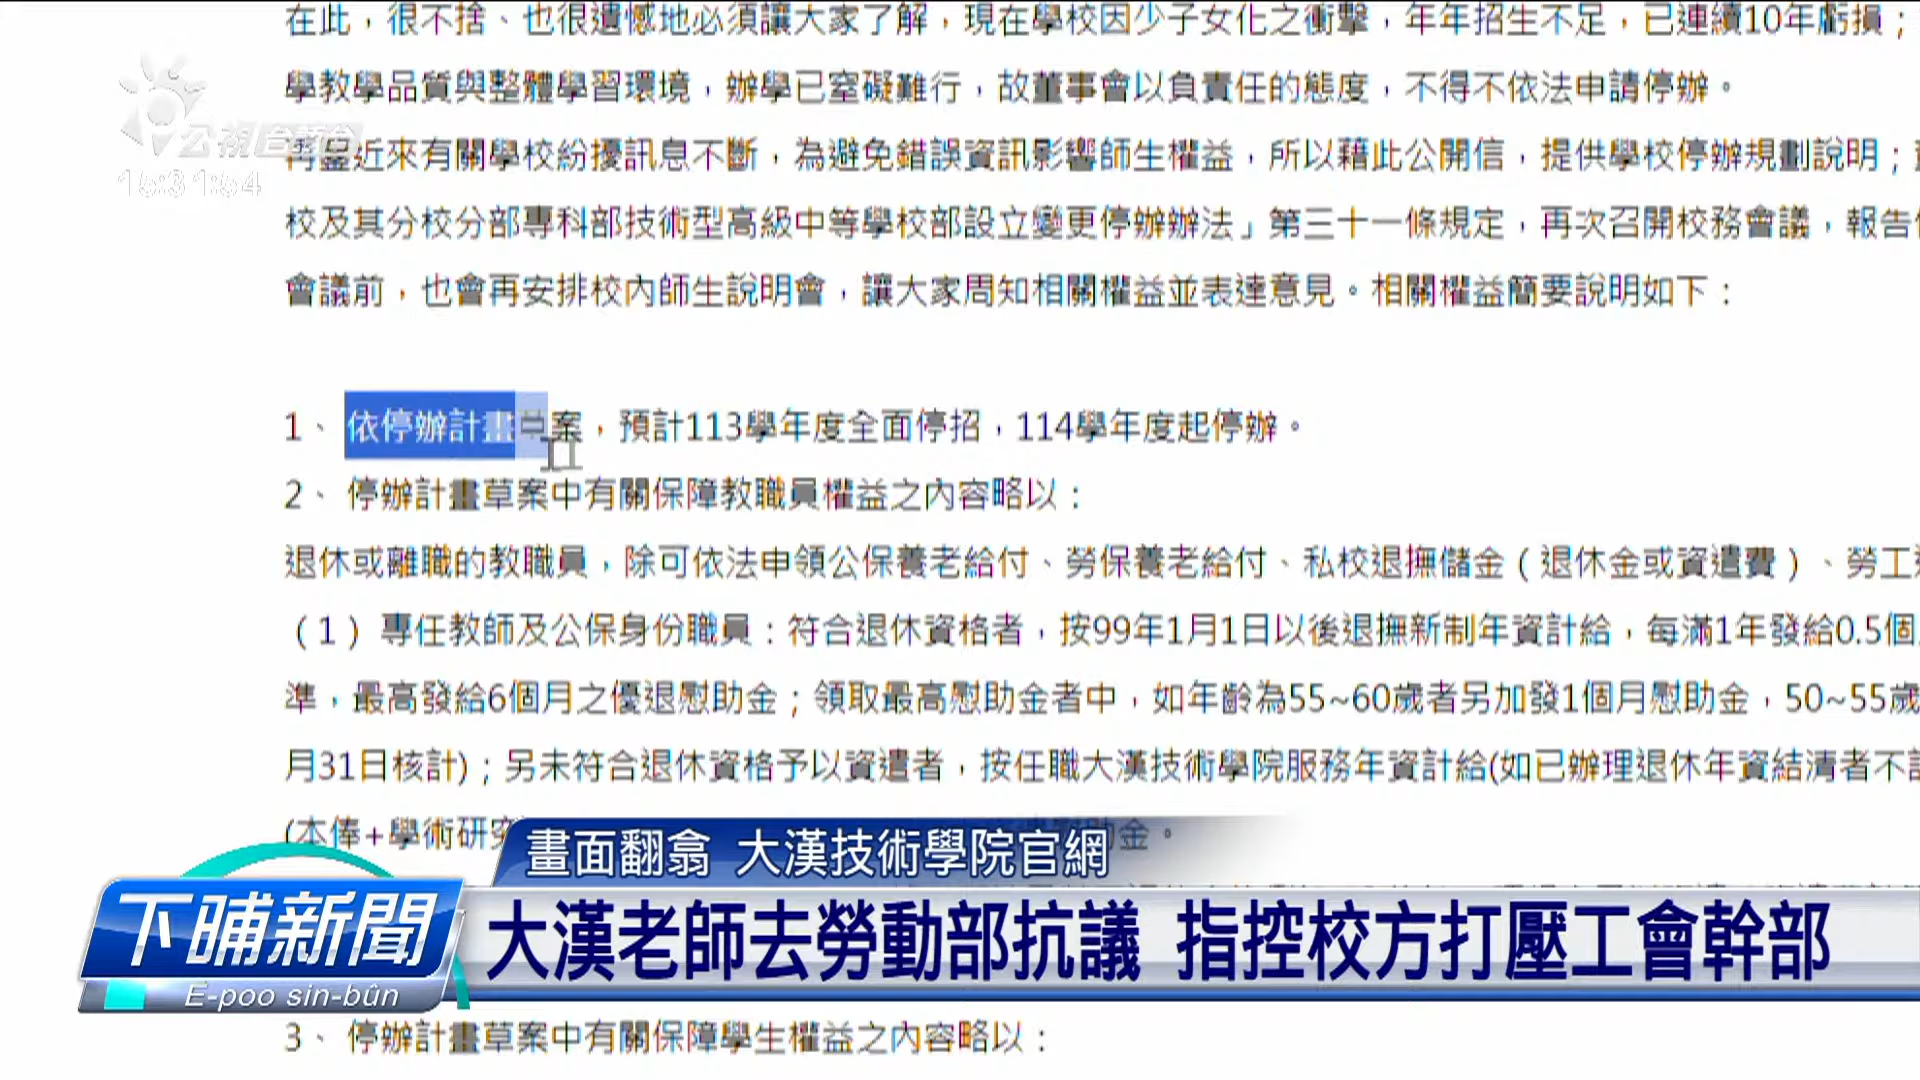 在此，很不捨、也很遺憾地必須讓大家了解，現在學校因少子女化之衝擊，年年招生不足，已連續10年虧損；
學教學品質與整體學習環境，辦學已窒礙難行，故董事會以負責任的態度，不得不依法申請停辦。
公視台語台
再鑒近來有關學校紛擾訊息不斷，為避免錯誤資訊影響師生權益，所以藉此公開信，提供學校停辦規劃說明；
15:31:54
校及其分校分部專科部技術型高級中等學校部設立變更停辦辦法」第三十一條規定，再次召開校務會議，報告
會議前，也會再安排校內師生說明會，讓大家周知相關權益並表達意見。相關權益簡要說明如下：
1、 依停辦計畫草案，預計113學年度全面停招，114學年度起停辦。
2、 停辦計畫草案中有關保障教職員權益之內容略以：
退休或離職的教職員，除可依法申領公保養老給付、勞保養老給付、私校退撫儲金（退休金或資遣費）、勞工
（1） 專任教師及公保身份職員：符合退休資格者，按99年1月1日以後退撫新制年資計給，每滿1年發給0.5個
準，最高發給6個月之優退慰助金；領取最高慰助金者中，如年齡為55~60歲者另加發1個月慰助金，50~55歲
月31日核計)；另未符合退休資格予以資遣者，按任職大漢技術學院服務年資計給(如已辦理退休年資結清者不
(本俸+學術研究 金。
畫面翻翕 大漢技術學院官網
下晡新聞
E-poo sin-bûn
大漢老師去勞動部抗議 指控校方打壓工會幹部
3、 停辦計畫草案中有關保障學生權益之內容略以：